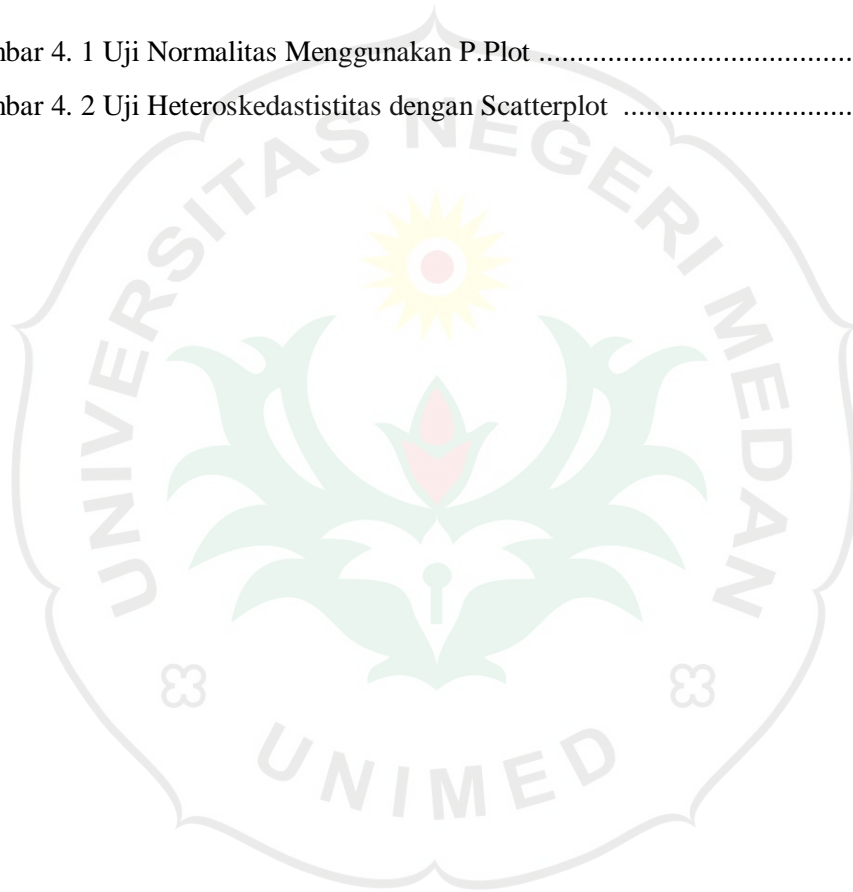 mbar 4. 1 Uji Normalitas Menggunakan P.Plot .........................................
mbar 4. 2 Uji Heteroskedastistitas dengan Scatterplot ..............................
UNIVERSITAS NEGERI MEDAN
UNIMED